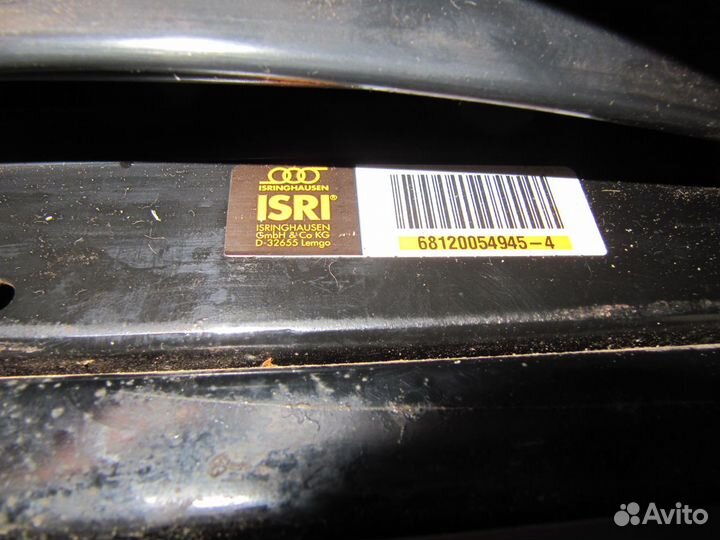 ISRINGHAUSEN
ISRI®
ISRINGHAUSEN
GmbH & Co KG
D-32655 Lemgo
68120054945-4
Avito